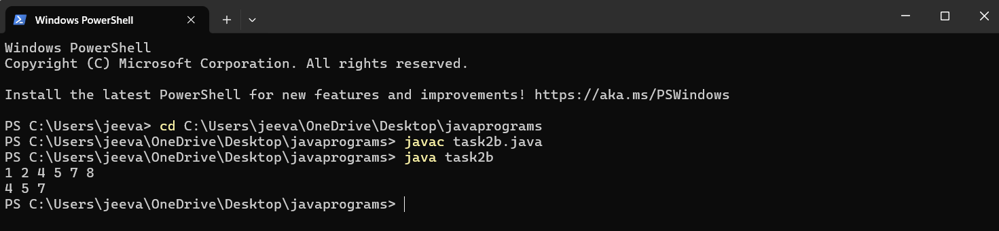 Windows PowerShell
Windows PowerShell
Copyright (C) Microsoft Corporation. All rights reserved.
Install the latest PowerShell for new features and improvements! https://aka.ms/PSWindows
PS C:\Users\jeeva> cd C:\Users\jeeva\OneDrive\Desktop\javaprograms
PS C:\Users\jeeva\OneDrive\Desktop\javaprograms> javac task2b.java
PS C:\Users\jeeva\OneDrive\Desktop\javaprograms> java task2b
1 2 4 5 7 8
4 5 7
PS C:\Users\jeeva\OneDrive\Desktop\javaprograms>